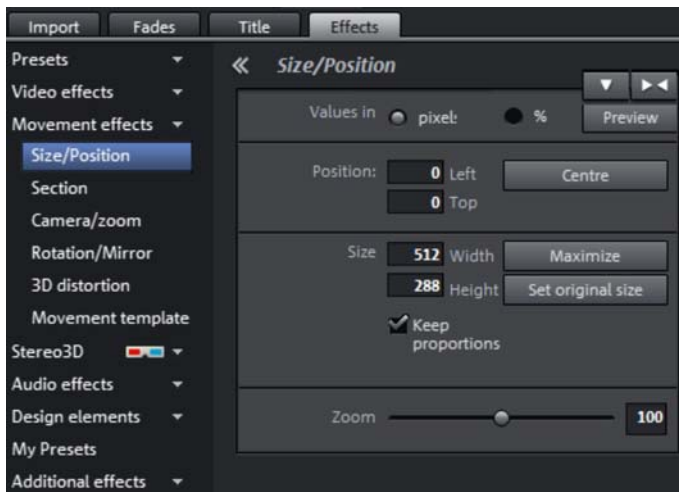 Import Fades Title Effects
Presets
Video effects
Movement effects
Size/Position
Section
Camera/zoom
Rotation/Mirror
3D distortion
Movement template
Stereo3D
Audio effects
Design elements
My Presets
Additional effects
Size/Position
Values in pixel: % Preview
Position: 0 Left Centre
0 Top
Size 512 Width Maximize
288 Height Set original size
Keep
proportions
Zoom 100